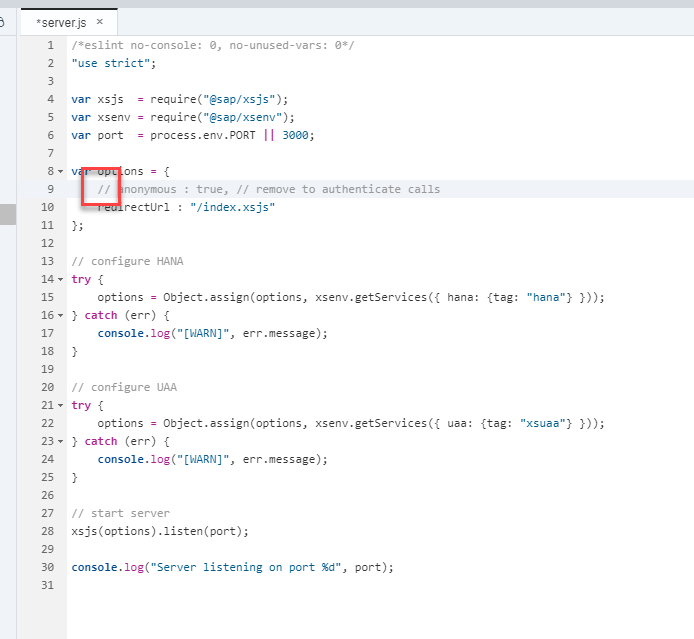 *server.js ×
1 /*eslint no-console: 0, no-unused-vars: 0*/
2 "use strict";
3
4 var xsjs  = require("@sap/xsjs");
5 var xsenv = require("@sap/xsenv");
6 var port  = process.env.PORT || 3000;
7
8 var options = {
9     // anonymous : true, // remove to authenticate calls
10     redirectUrl : "/index.xsjs"
11 };
12
13 // configure HANA
14 try {
15     options = Object.assign(options, xsenv.getServices({ hana: {tag: "hana"} }));
16 } catch (err) {
17     console.log("[WARN]", err.message);
18 }
19
20 // configure UAA
21 try {
22     options = Object.assign(options, xsenv.getServices({ uaa: {tag: "xsuaa"} }));
23 } catch (err) {
24     console.log("[WARN]", err.message);
25 }
26
27 // start server
28 xsjs(options).listen(port);
29
30 console.log("Server listening on port %d", port);
31